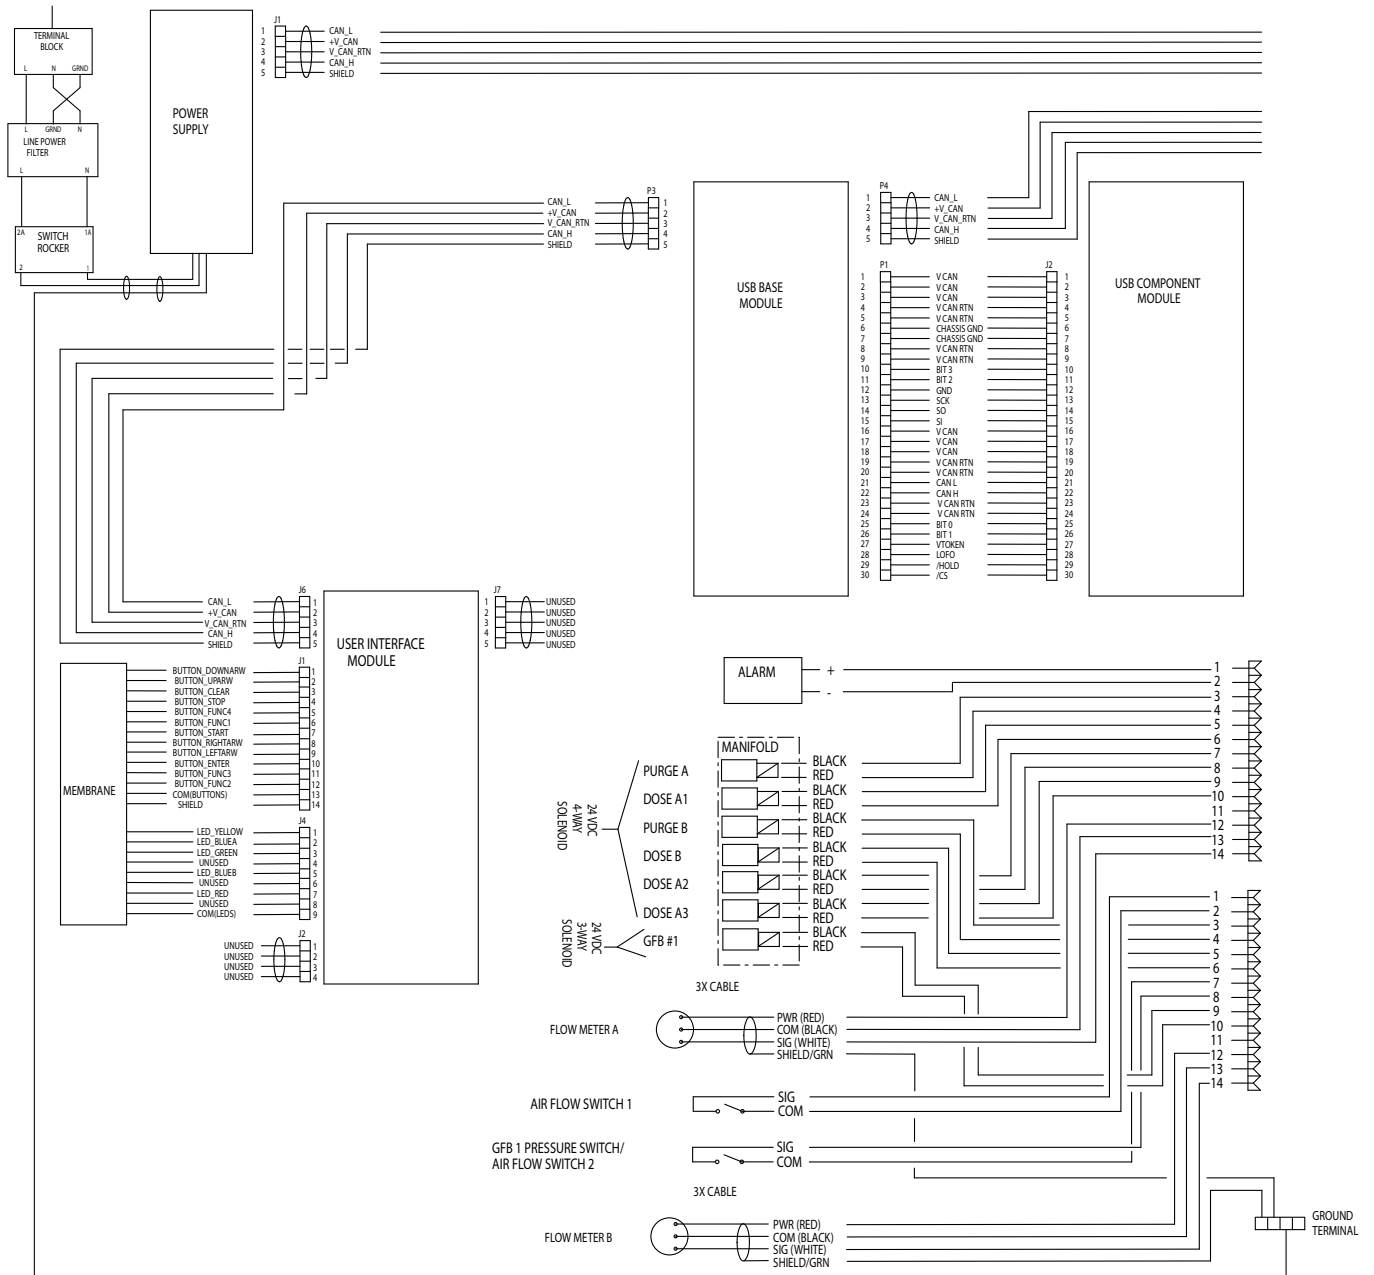 TERMINAL
BLOCK
L N GRND
L GRND N
LINE POWER
FILTER
L N
2A 1A
SWITCH
ROCKER
2 1
POWER
SUPPLY
J1
1 CAN_L
2 +V_CAN
3 V_CAN_RTN
4 CAN_H
5 SHIELD
P3
CAN_L 1
+V_CAN 2
V_CAN_RTN 3
CAN_H 4
SHIELD 5
USB BASE
MODULE
P4
1 CAN_L
2 +V_CAN
3 V_CAN_RTN
4 CAN_H
5 SHIELD
P1 J2
1 V CAN 1
2 V CAN 2
3 V CAN 3
4 V CAN RTN 4
5 V CAN RTN 5
6 CHASSIS GND 6
7 CHASSIS GND 7
8 V CAN RTN 8
9 V CAN RTN 9
10 BIT 3 10
11 BIT 2 11
12 GND 12
13 SCK 13
14 SO 14
15 SI 15
16 V CAN 16
17 V CAN 17
18 V CAN 18
19 V CAN RTN 19
20 V CAN RTN 20
21 CAN L 21
22 CAN H 22
23 V CAN RTN 23
24 V CAN RTN 24
25 BIT 0 25
26 BIT 1 26
27 VTOKEN 27
28 LOFO 28
29 /HOLD 29
30 /CS 30
USB COMPONENT
MODULE
J6
CAN_L 1
+V_CAN 2
V_CAN_RTN 3
CAN_H 4
SHIELD 5
USER INTERFACE
MODULE
J7
1 UNUSED
2 UNUSED
3 UNUSED
4 UNUSED
5 UNUSED
MEMBRANE
J1
BUTTON_DOWNARW 1
BUTTON_UPARW 2
BUTTON_CLEAR 3
BUTTON_STOP 4
BUTTON_FUNC4 5
BUTTON_FUNC1 6
BUTTON_START 7
BUTTON_RIGHTARW 8
BUTTON_LEFTARW 9
BUTTON_ENTER 10
BUTTON_FUNC3 11
BUTTON_FUNC2 12
COM(BUTTONS) 13
SHIELD 14
J4
LED_YELLOW 1
LED_BLUEA 2
LED_GREEN 3
UNUSED 4
LED_BLUEB 5
UNUSED 6
LED_RED 7
UNUSED 8
COM(LEDS) 9
J2
UNUSED 1
UNUSED 2
UNUSED 3
UNUSED 4
ALARM
+
-
MANIFOLD
24 VDC
4-WAY
SOLENOID
PURGE A BLACK
RED
DOSE A1 BLACK
RED
PURGE B BLACK
RED
DOSE B BLACK
RED
DOSE A2 BLACK
RED
DOSE A3 BLACK
RED
24 VDC
3-WAY
SOLENOID
GFB #1 BLACK
RED
1
2
3
4
5
6
7
8
9
10
11
12
13
14
1
2
3
4
5
6
7
8
9
10
11
12
13
14
3X CABLE
FLOW METER A
PWR (RED)
COM (BLACK)
SIG (WHITE)
SHIELD/GRN
AIR FLOW SWITCH 1
SIG
COM
GFB 1 PRESSURE SWITCH/
AIR FLOW SWITCH 2
SIG
COM
3X CABLE
FLOW METER B
PWR (RED)
COM (BLACK)
SIG (WHITE)
SHIELD/GRN
GROUND
TERMINAL